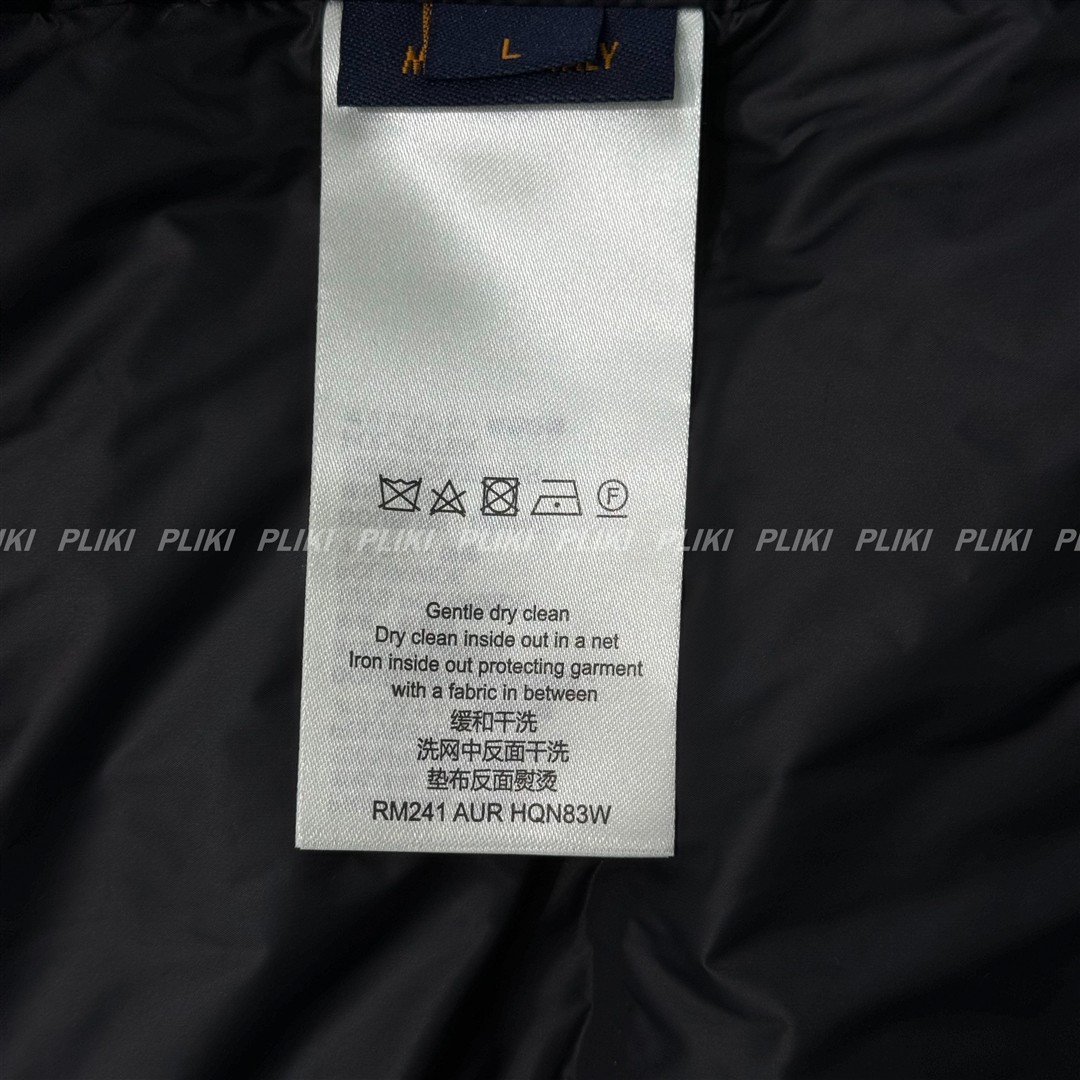 L
KI PLIKI PLIKI PLIKI PLIKI PLIKI PLIKI PLIKI PLIKI PLIKI PLIKI PL
Gentle dry clean
Dry clean inside out in a net
Iron inside out protecting garment
with a fabric in between
缓和干洗
洗网中反面干洗
垫布反面熨烫
RM241 AUR HQN83W